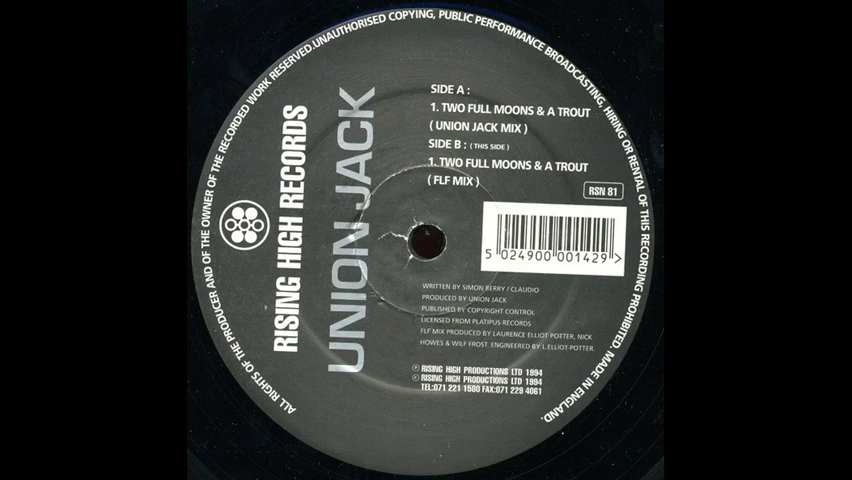 ALL RIGHTS OF THE PRODUCER AND OF THE OWNER OF THE RECORDED WORK RESERVED.UNAUTHORISED COPYING, PUBLIC PERFORMANCE BROADCASTING, HIRING OR RENTAL OF THIS RECORDING PROHIBITED. MADE IN ENGLAND.
RISING HIGH RECORDS
UNION JACK
SIDE A :
1. TWO FULL MOONS & A TROUT
( UNION JACK MIX )
SIDE B : ( THIS SIDE )
1. TWO FULL MOONS & A TROUT
( FLF MIX )
RSN 81
5 024900 001429 >
WRITTEN BY SIMON BERRY / CLAUDIO
PRODUCED BY UNION JACK
PUBLISHED BY COPYRIGHT CONTROL
LICENSED FROM PLATIPUS RECORDS
FLF MIX PRODUCED BY LAURENCE ELLIOT POTTER, NICK
HOWES & WILF FROST. ENGINEERED BY L.ELLIOT-POTTER.
℗ RISING HIGH PRODUCTIONS LTD 1994
© RISING HIGH PRODUCTIONS LTD 1994
TEL:071 221 1580 FAX:071 229 4061